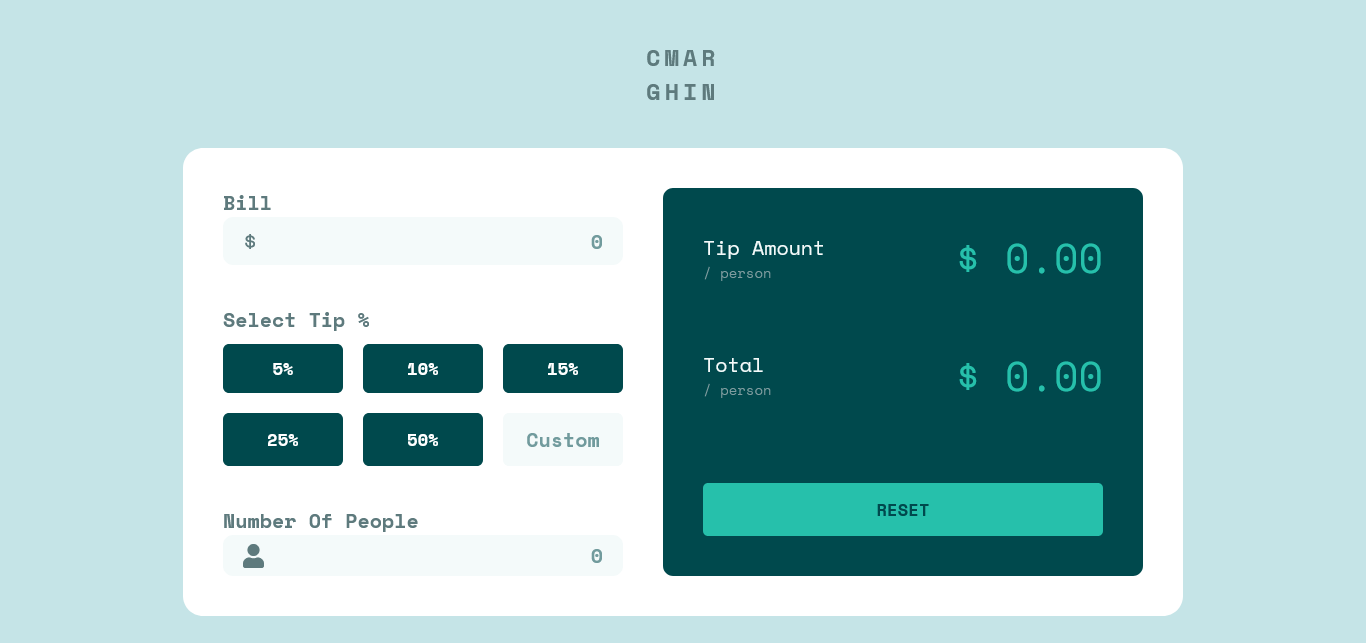 CMAR
GHIN
Bill
$ 0
Select Tip %
5% 10% 15%
25% 50% Custom
Number Of People
0
Tip Amount
/ person
$ 0.00
Total
/ person
$ 0.00
RESET